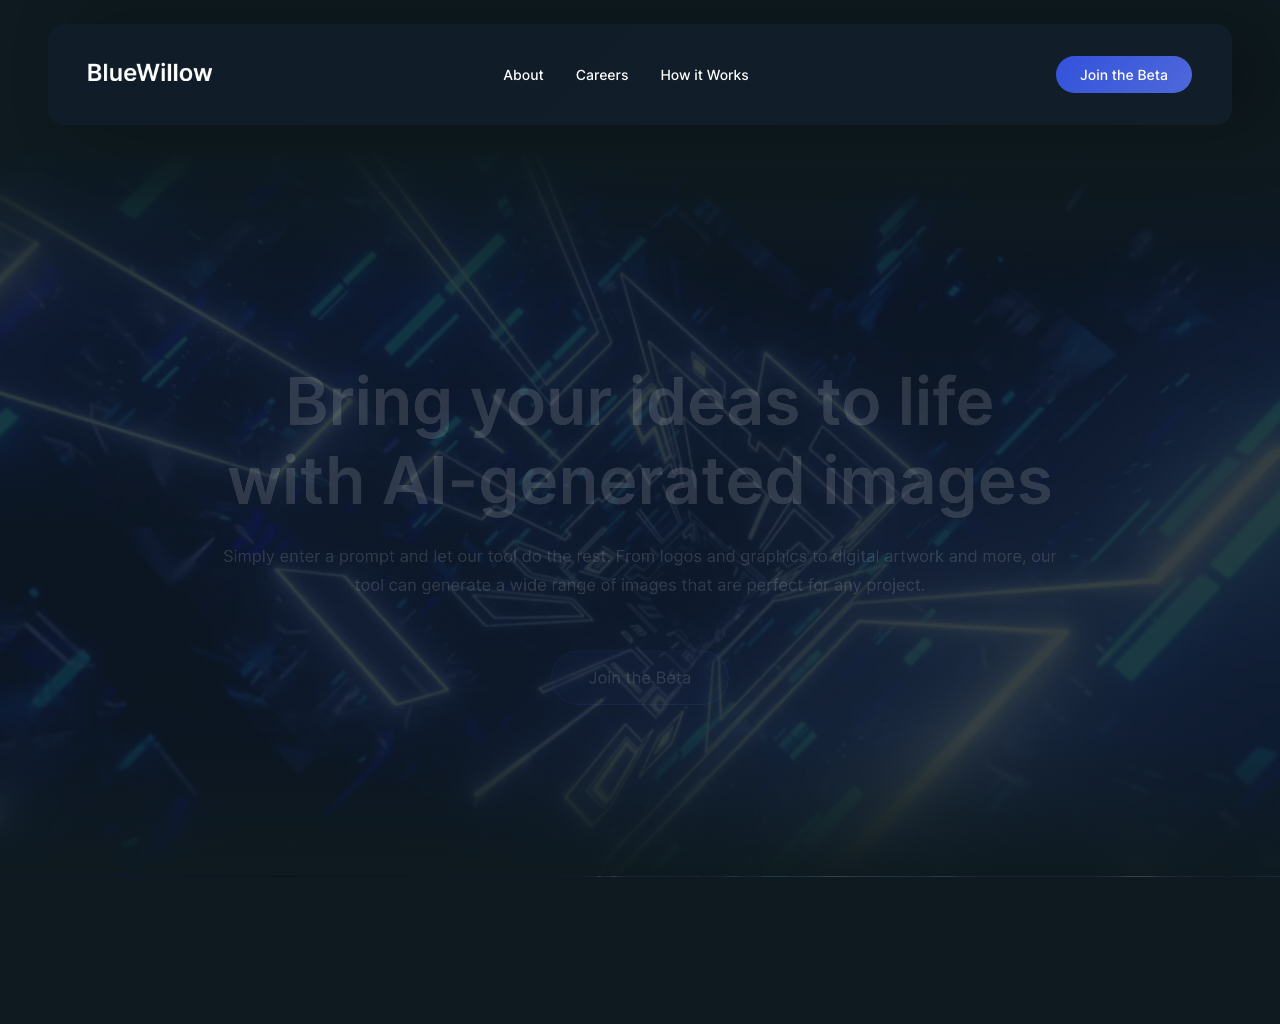 BlueWillow
About
Careers
How it Works
Join the Beta
Bring your ideas to life
with AI-generated images
Simply enter a prompt and let our tool do the rest. From logos and graphics to digital artwork and more, our
tool can generate a wide range of images that are perfect for any project.
Join the Beta